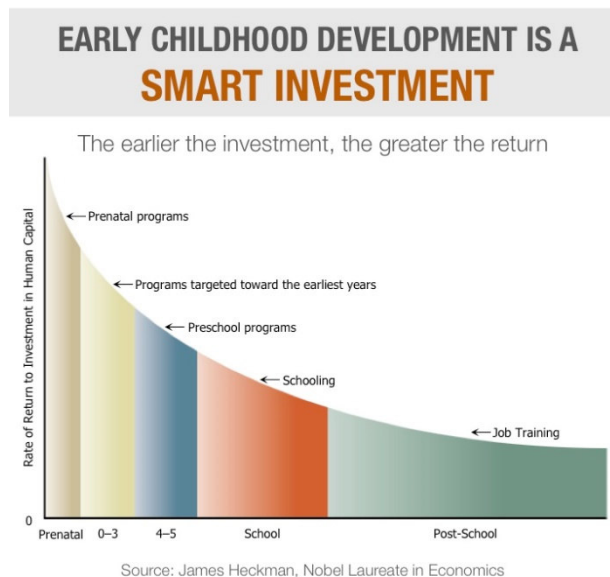 EARLY CHILDHOOD DEVELOPMENT IS A
SMART INVESTMENT
The earlier the investment, the greater the return
Rate of Return to Investment in Human Capital
Prenatal programs
Programs targeted toward the earliest years
Preschool programs
Schooling
Job Training
0
Prenatal 0–3 4–5 School Post-School
Source: James Heckman, Nobel Laureate in Economics